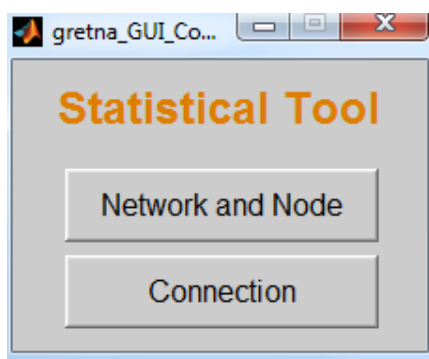 gretna_GUI_Co...
Statistical Tool
Network and Node
Connection